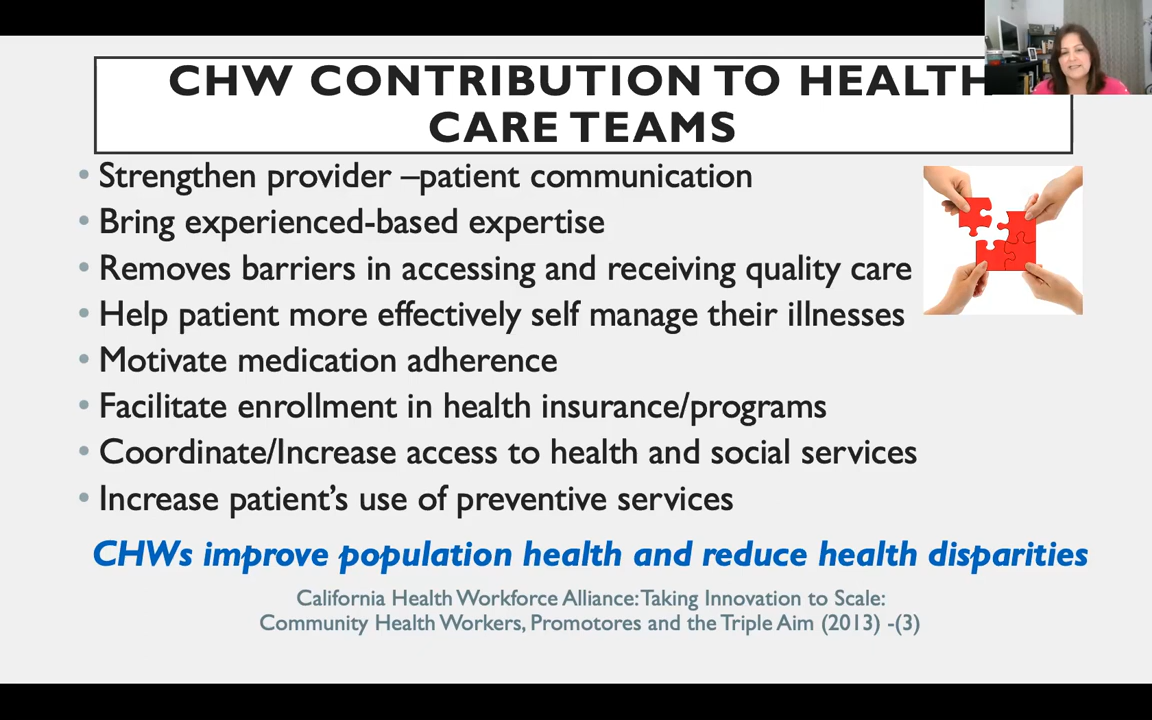 CHW CONTRIBUTION TO HEALTH
CARE TEAMS
• Strengthen provider –patient communication
• Bring experienced-based expertise
• Removes barriers in accessing and receiving quality care
• Help patient more effectively self manage their illnesses
• Motivate medication adherence
• Facilitate enrollment in health insurance/programs
• Coordinate/Increase access to health and social services
• Increase patient’s use of preventive services
CHWs improve population health and reduce health disparities
California Health Workforce Alliance: Taking Innovation to Scale:
Community Health Workers, Promotores and the Triple Aim (2013) -(3)